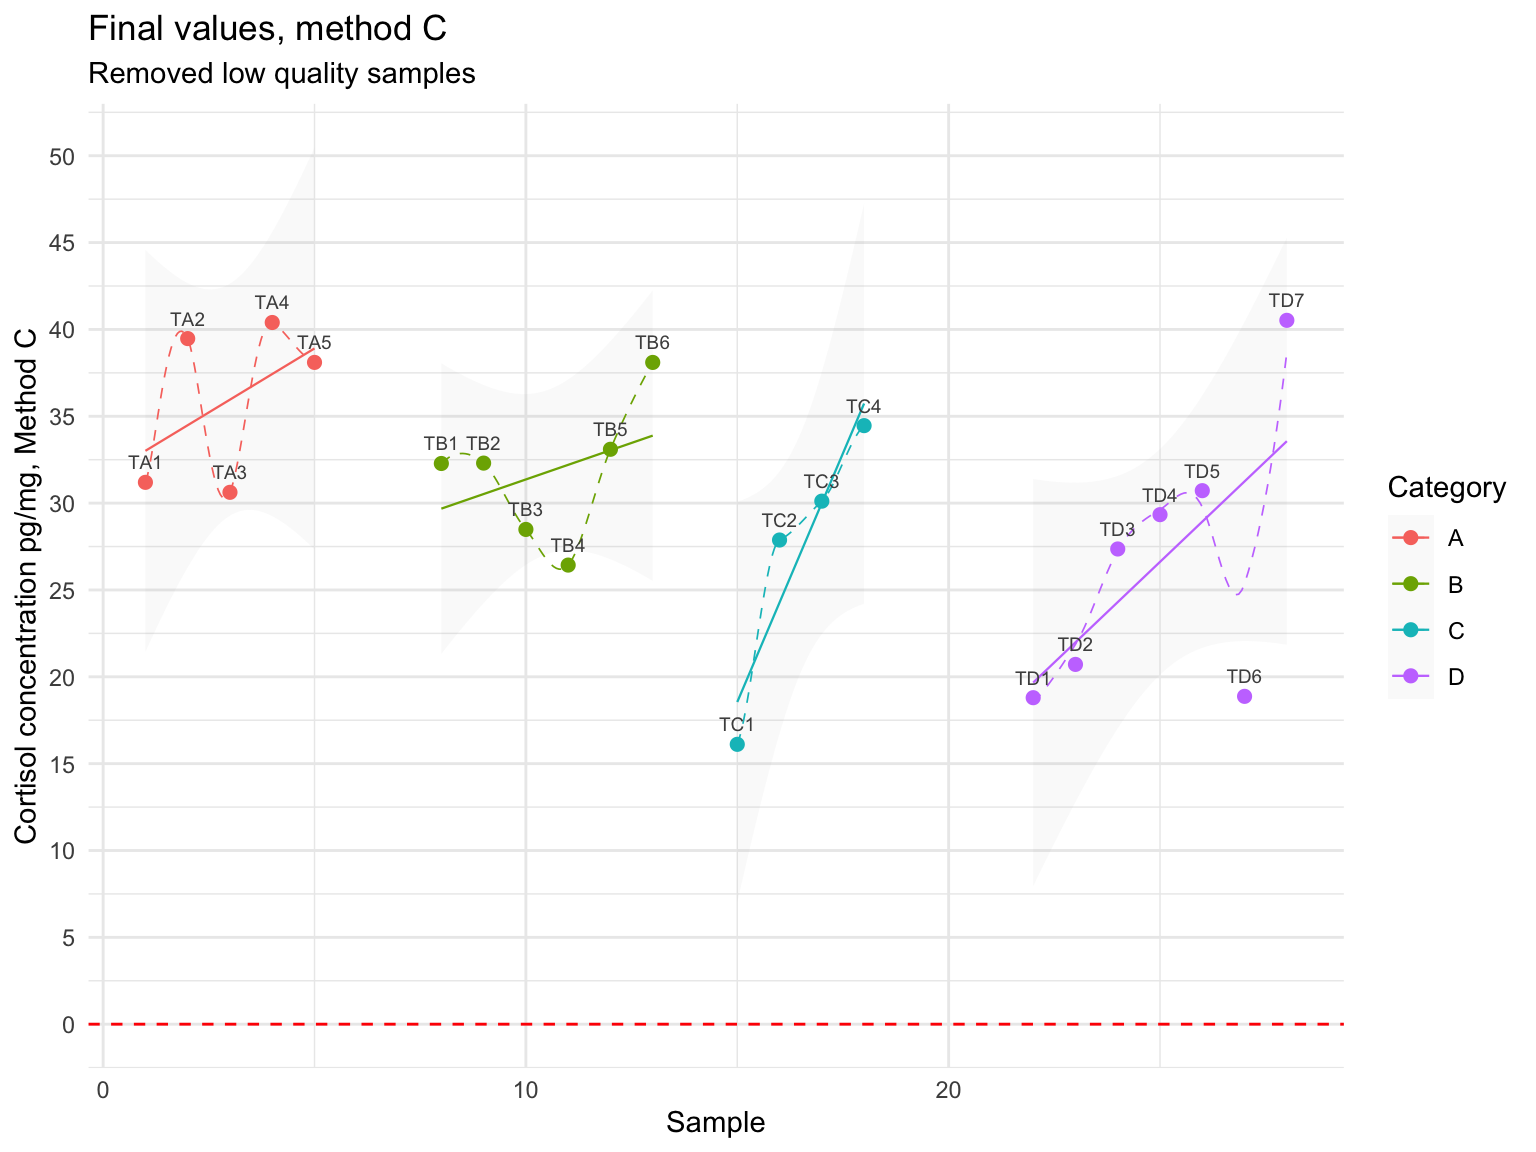 Final values, method C
Removed low quality samples
Cortisol concentration pg/mg, Method C
50
45
40
35
30
25
20
15
10
5
0
TA1
TA2
TA3
TA4
TA5
TB1
TB2
TB3
TB4
TB5
TB6
TC1
TC2
TC3
TC4
TD1
TD2
TD3
TD4
TD5
TD6
TD7
0
10
20
Sample
Category
A
B
C
D